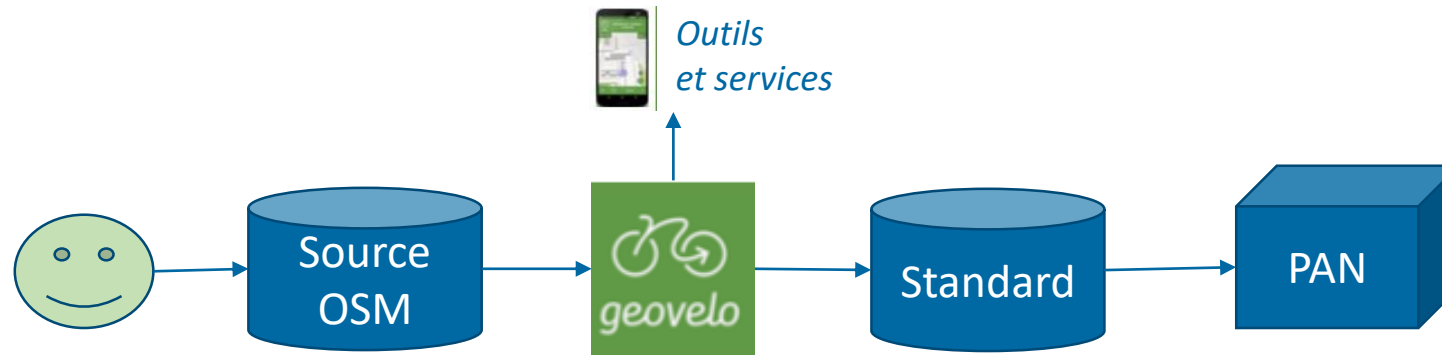 Outils
et services
Source
OSM
geovelo
Standard
PAN